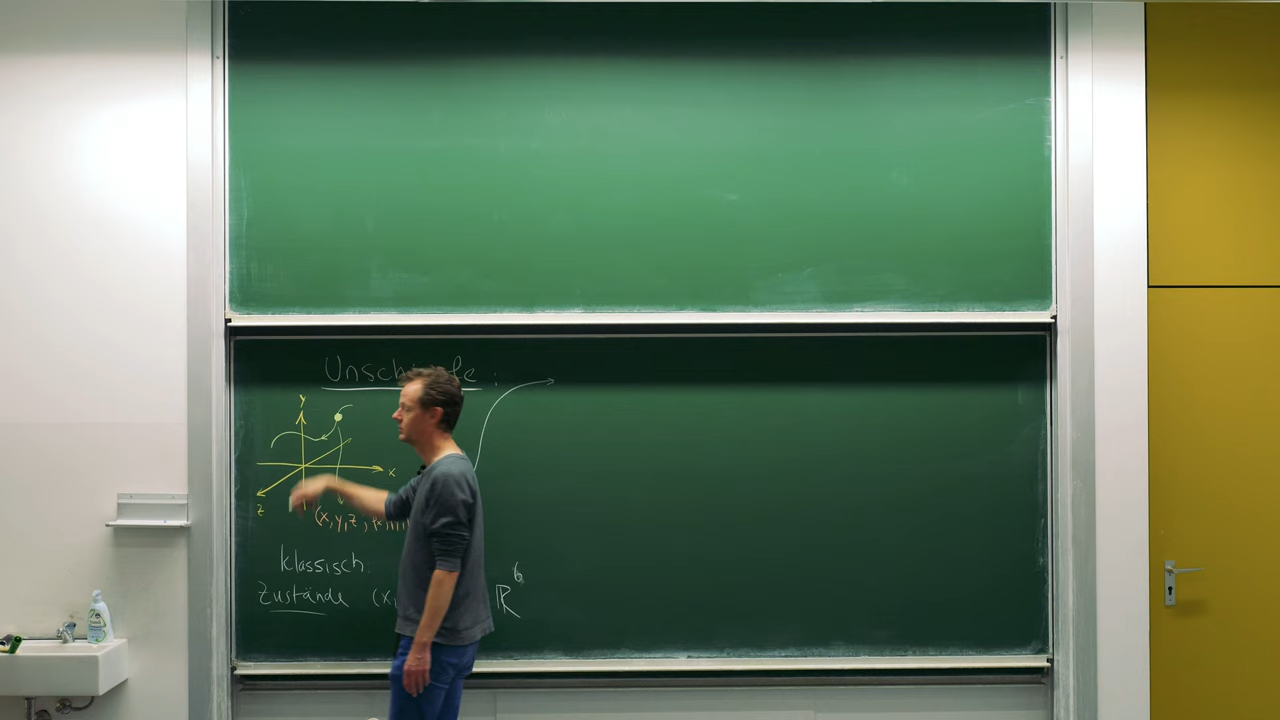 Unschärfe:
y
x
z
(x, y, z,
klassisch
Zustände (x, ℝ⁶